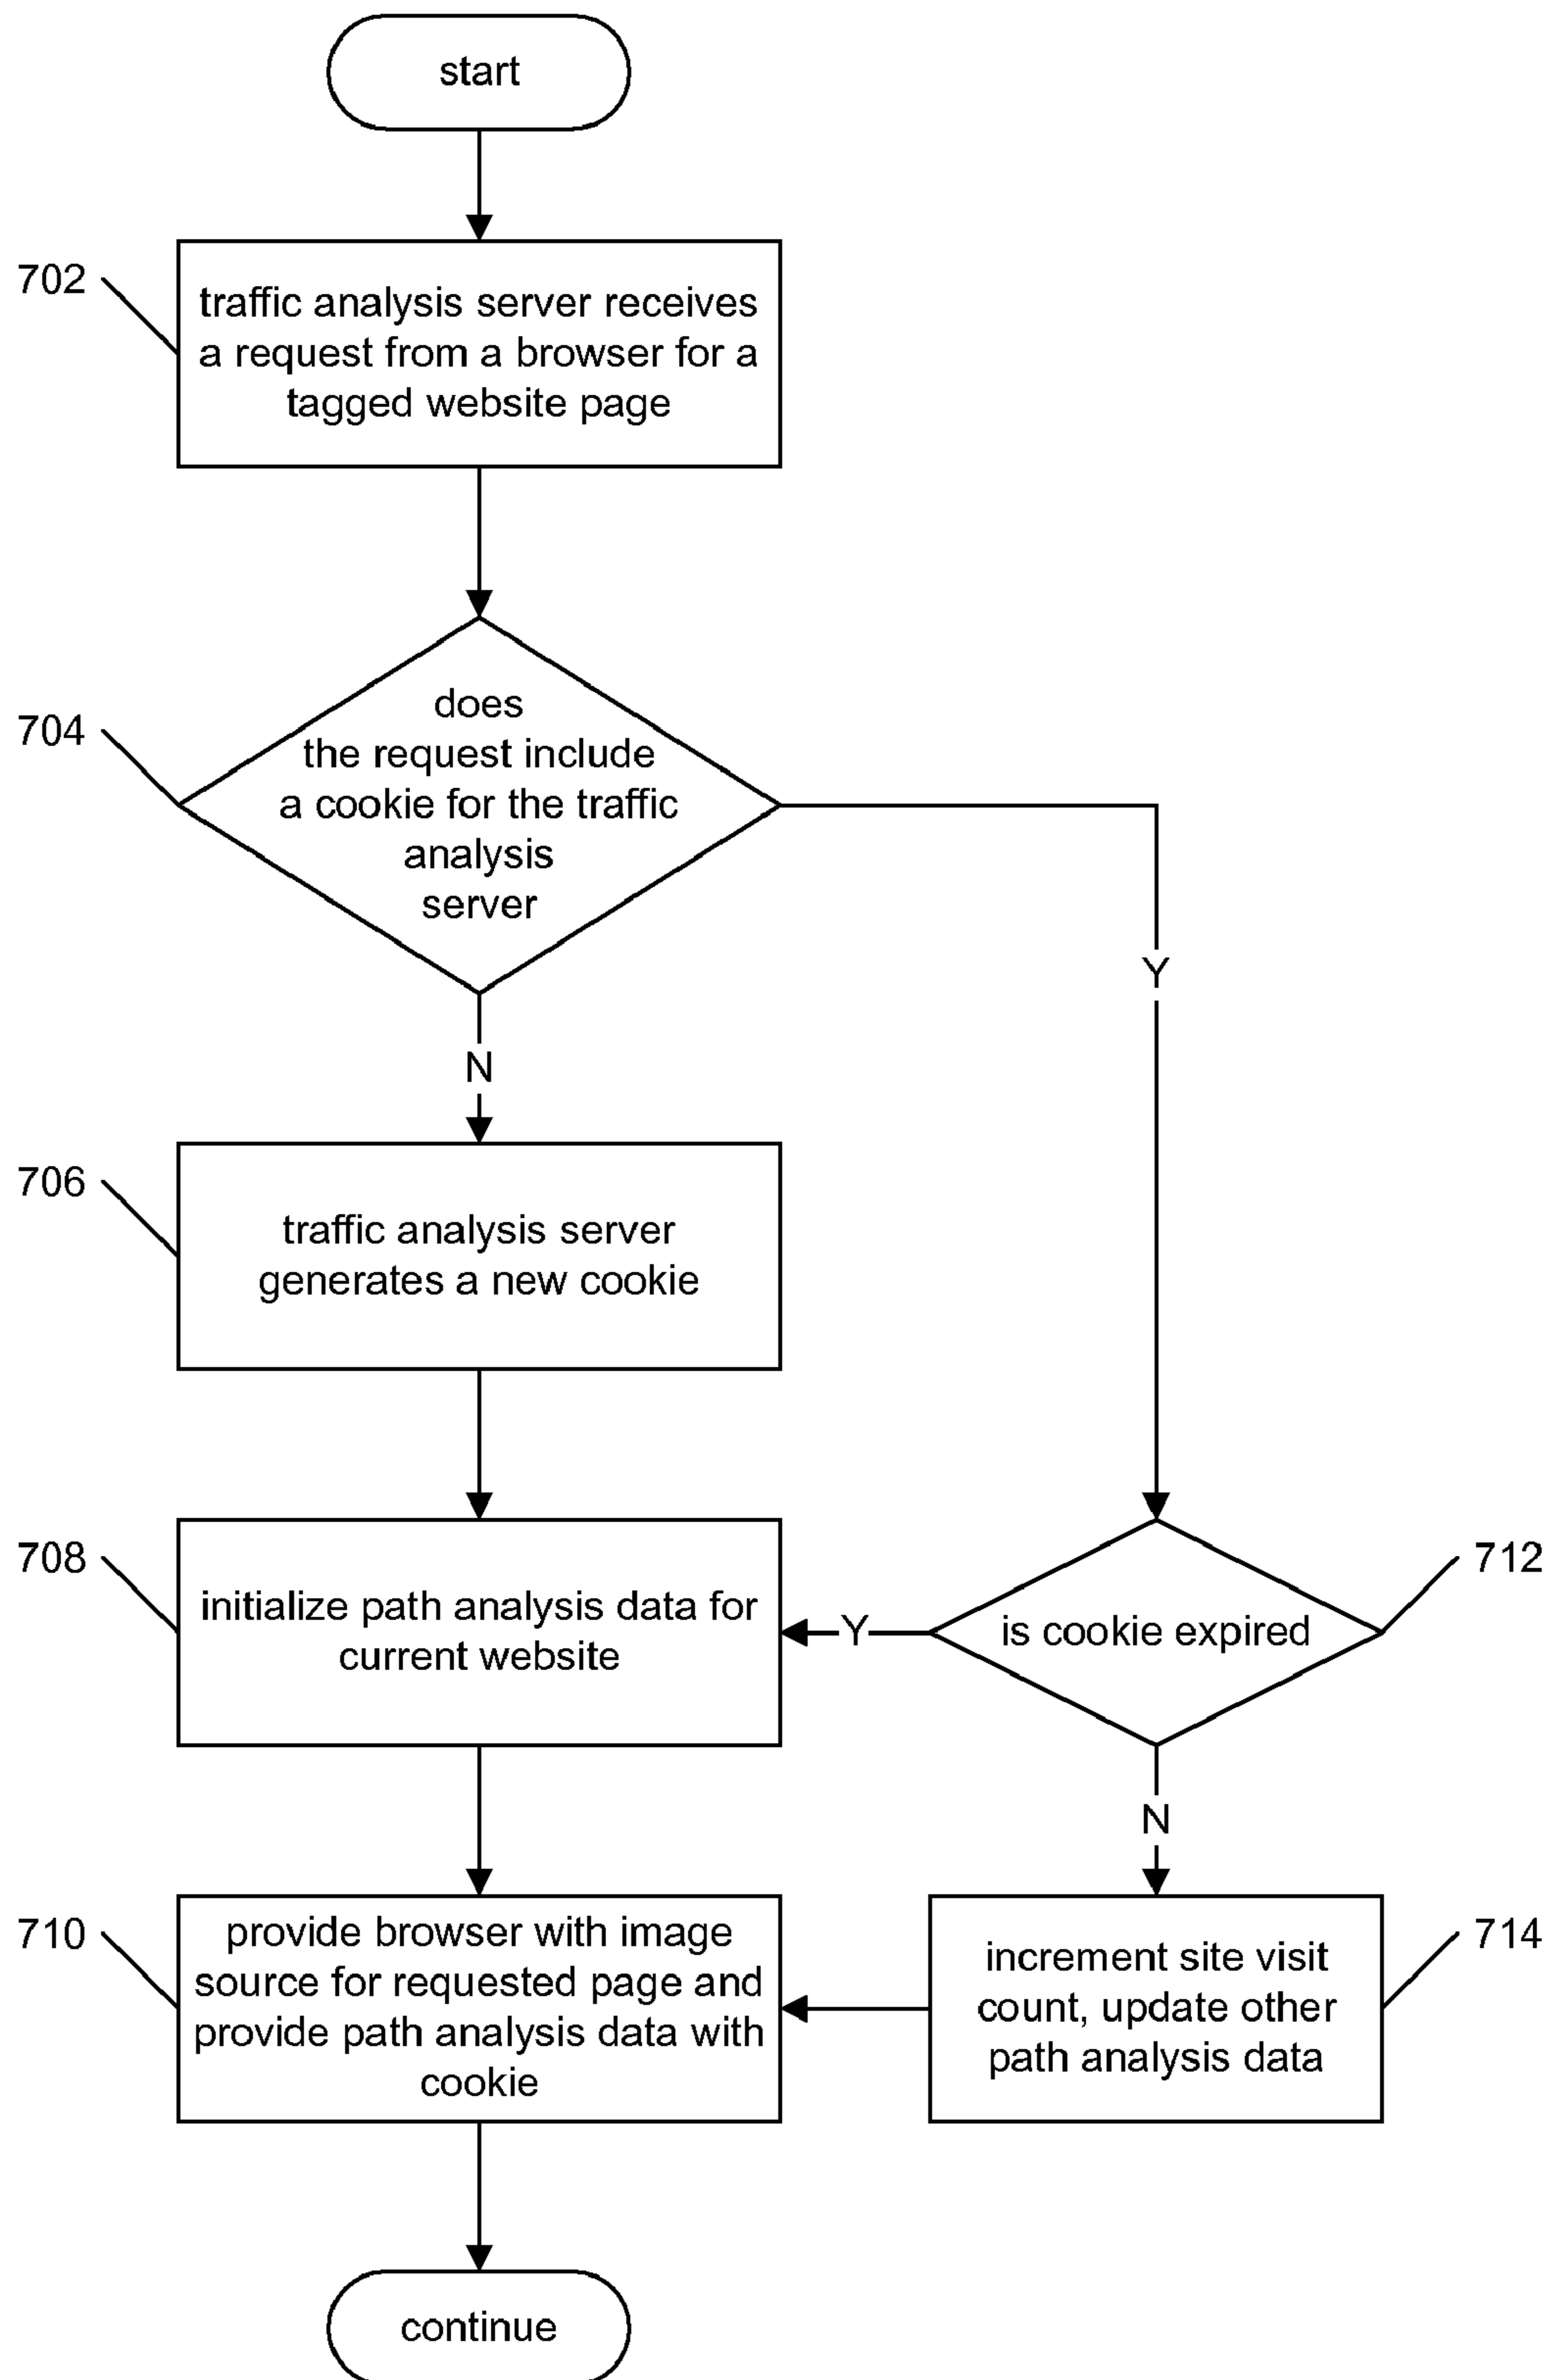 start
702
traffic analysis server receives
a request from a browser for a
tagged website page
704
does
the request include
a cookie for the traffic
analysis
server
Y
N
706
traffic analysis server
generates a new cookie
708
initialize path analysis data for
current website
Y
is cookie expired
712
N
710
provide browser with image
source for requested page and
provide path analysis data with
cookie
increment site visit
count, update other
path analysis data
714
continue